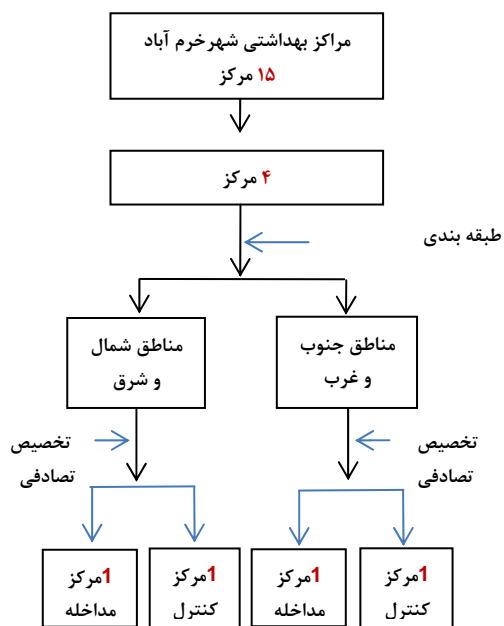 مراکز بهداشتی شهرخرم آباد
۱۵ مرکز
۴ مرکز
طبقه بندی
مناطق جنوب
و غرب
مناطق شمال
و شرق
تخصیص
تصادفی
تخصیص
تصادفی
1مرکز
کنترل
1مرکز
مداخله
1مرکز
کنترل
1مرکز
مداخله